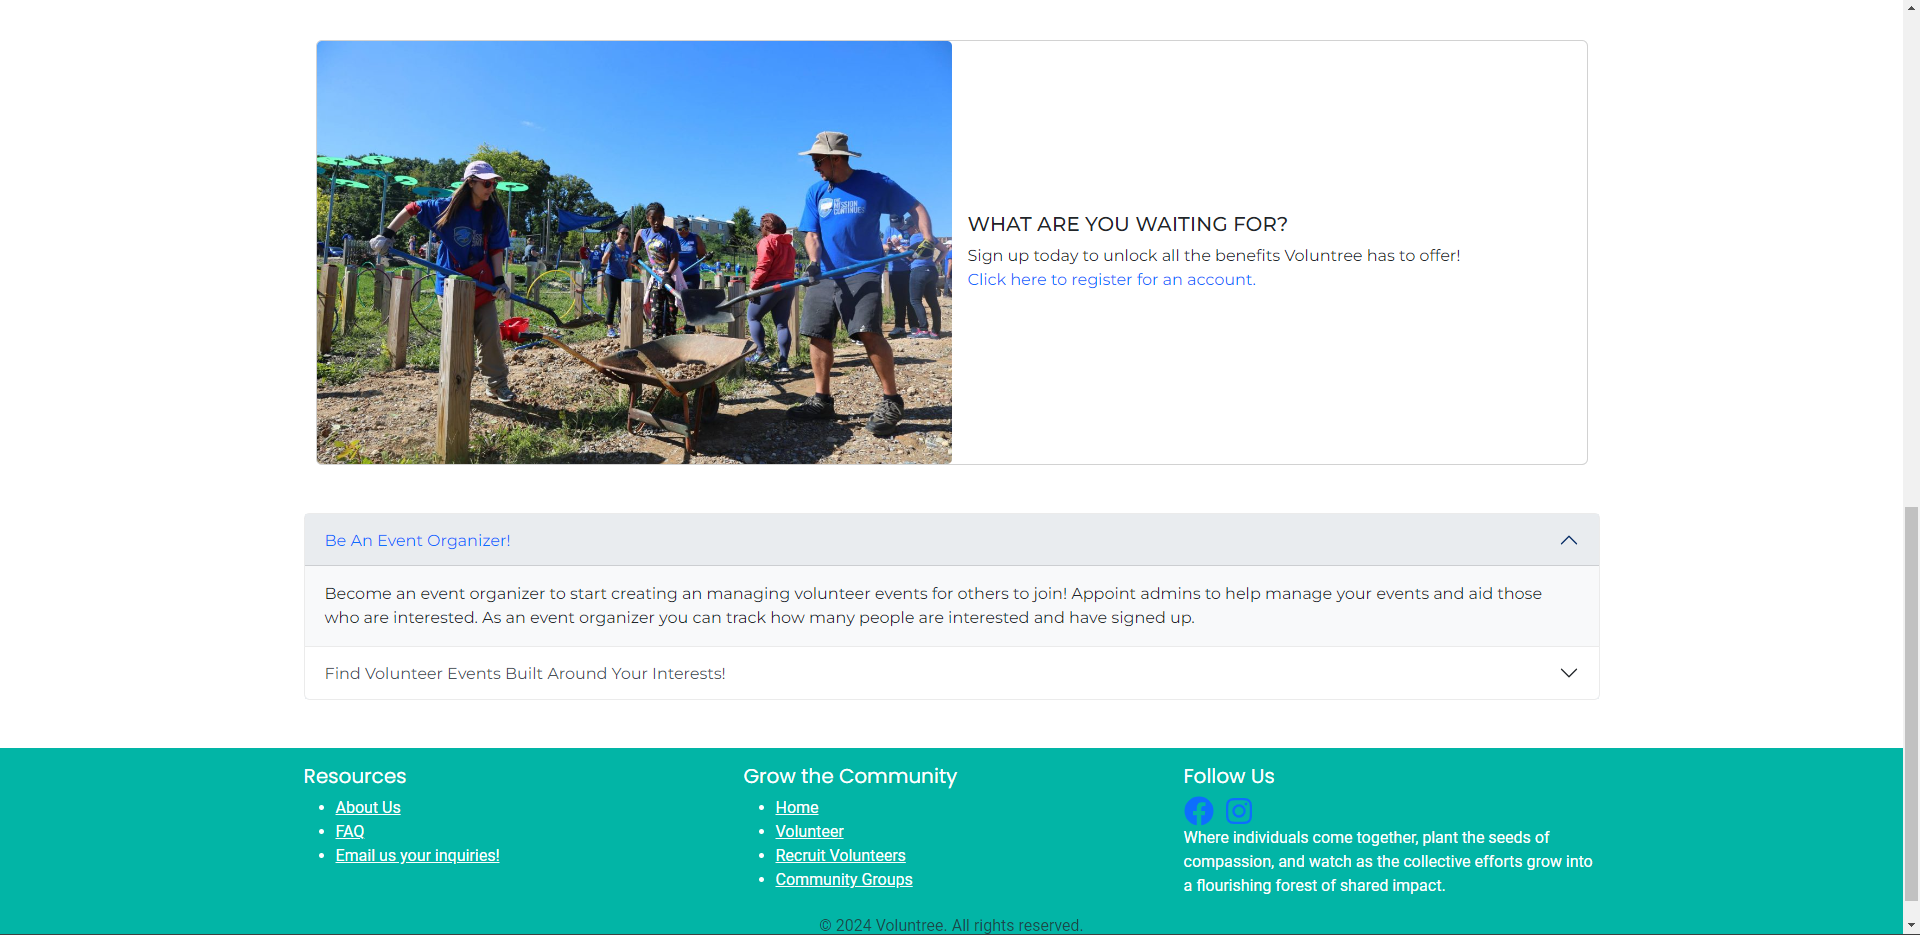 THE MISSION CONTINUES
WHAT ARE YOU WAITING FOR?
Sign up today to unlock all the benefits Voluntree has to offer!
Click here to register for an account.
Be An Event Organizer!
Become an event organizer to start creating an managing volunteer events for others to join! Appoint admins to help manage your events and aid those
who are interested. As an event organizer you can track how many people are interested and have signed up.
Find Volunteer Events Built Around Your Interests!
Resources
About Us
FAQ
Email us your inquiries!
Grow the Community
Home
Volunteer
Recruit Volunteers
Community Groups
Follow Us
Where individuals come together, plant the seeds of
compassion, and watch as the collective efforts grow into
a flourishing forest of shared impact.
© 2024 Voluntree. All rights reserved.